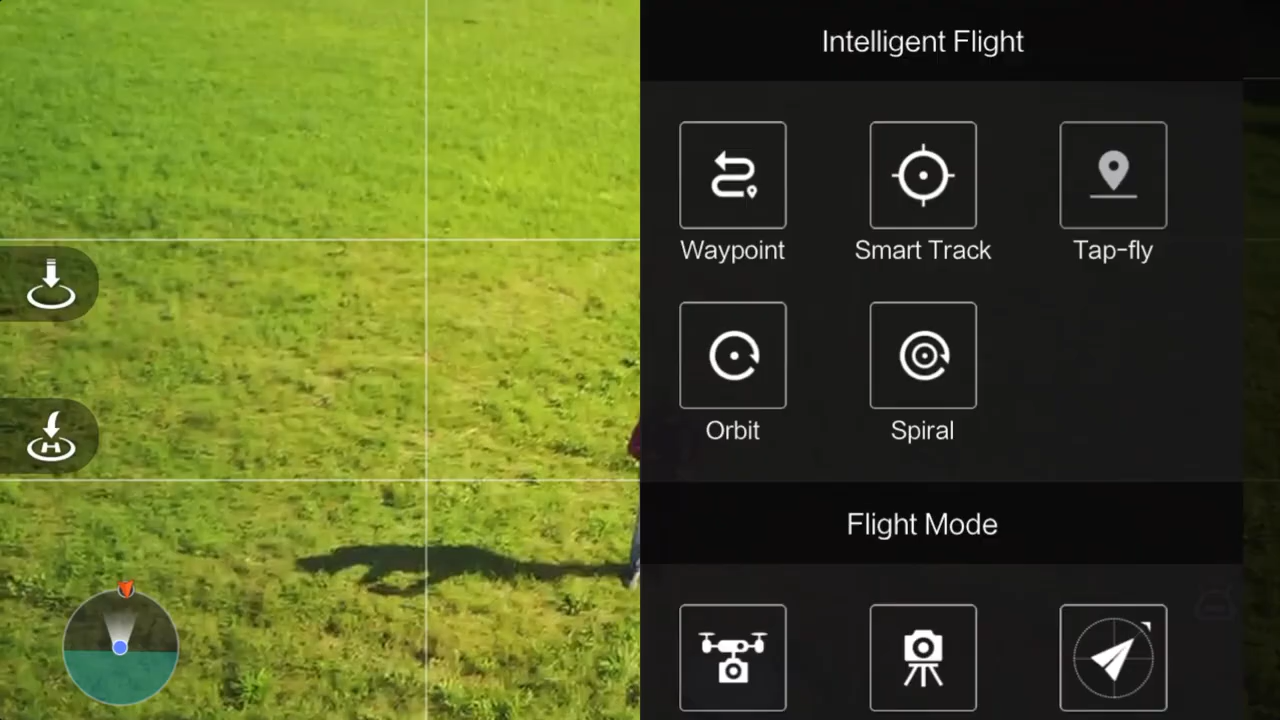 Intelligent Flight
Waypoint
Smart Track
Tap-fly
Orbit
Spiral
Flight Mode